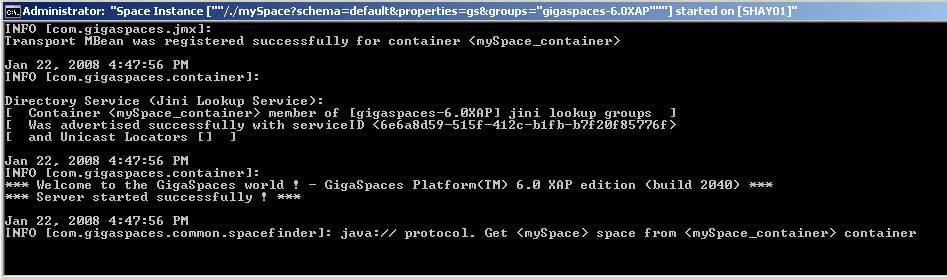 Administrator: "Space Instance [""/./mySpace?schema=default&properties=gs&groups="gigaspaces-6.0XAP"""] started on [SHAY01]"
INFO [com.gigaspaces.jmx]:
Transport MBean was registered successfully for container <mySpace_container>
Jan 22, 2008 4:47:56 PM
INFO [com.gigaspaces.container]:
Directory Service (Jini Lookup Service):
[ Container <mySpace_container> member of [gigaspaces-6.0XAP] jini lookup groups ]
[ Was advertised successfully with serviceID <6e6a8d59-515f-412c-b1fb-b7f20f85776f>
[ and Unicast Locators [] ]
Jan 22, 2008 4:47:56 PM
INFO [com.gigaspaces.container]:
*** Welcome to the GigaSpaces world ! - GigaSpaces Platform(TM) 6.0 XAP edition (build 2040) ***
*** Server started successfully ! ***
Jan 22, 2008 4:47:56 PM
INFO [com.gigaspaces.common.spacefinder]: java:// protocol. Get <mySpace> space from <mySpace_container> container